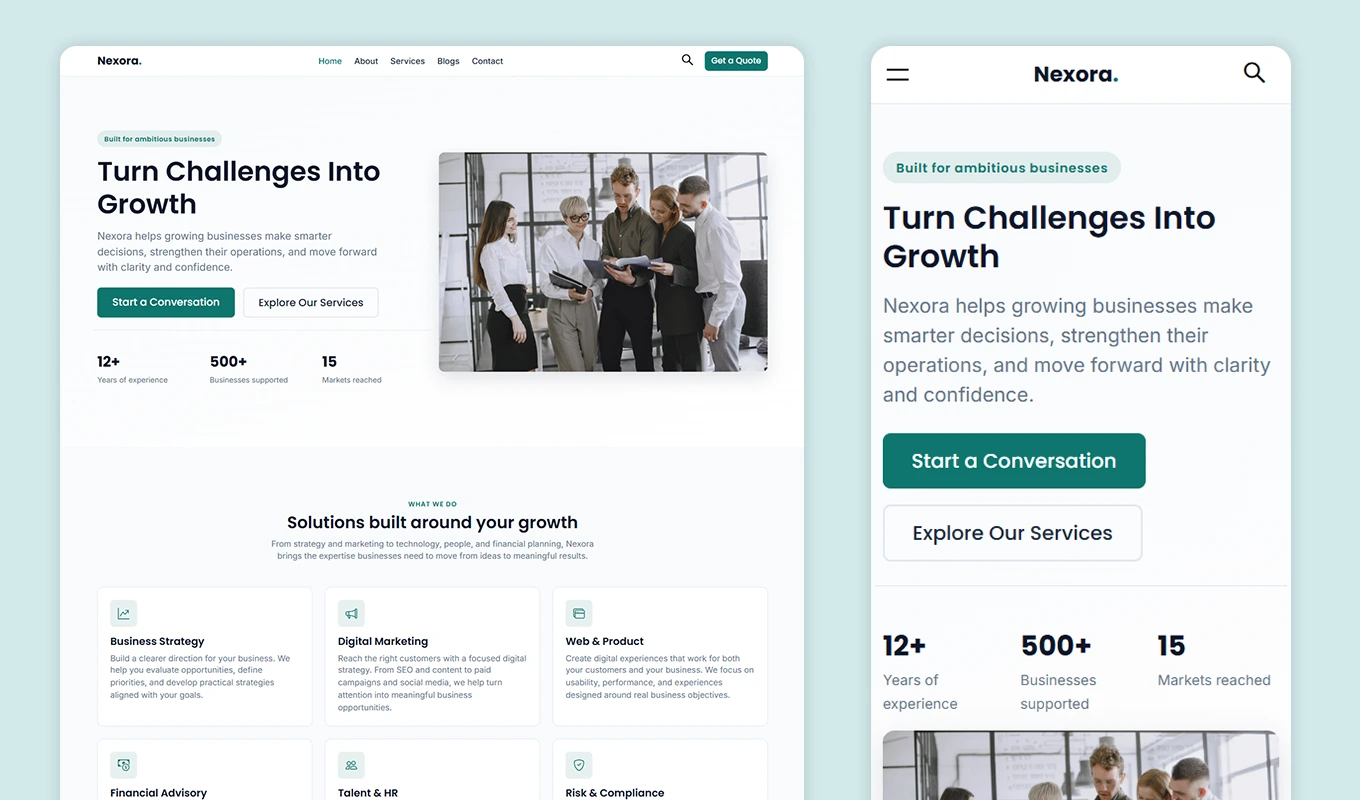 Nexora.
Home About Services Blogs Contact
Get a Quote
Built for ambitious businesses
Turn Challenges Into
Growth
Nexora helps growing businesses make smarter
decisions, strengthen their operations, and move forward
with clarity and confidence.
Start a Conversation
Explore Our Services
12+
Years of experience
500+
Businesses supported
15
Markets reached
WHAT WE DO
Solutions built around your growth
From strategy and marketing to technology, people, and financial planning, Nexora
brings the expertise businesses need to move from ideas to meaningful results.
Business Strategy
Build a clearer direction for your business. We
help you evaluate opportunities, define
priorities, and develop practical strategies
aligned with your goals.
Digital Marketing
Reach the right customers with a focused digital
strategy. From SEO and content to paid
campaigns and social media, we help turn
attention into meaningful business
opportunities.
Web & Product
Create digital experiences that work for both
your customers and your business. We focus on
usability, performance, and experiences
designed around real business objectives.
Financial Advisory
Talent & HR
Risk & Compliance
Nexora.
Built for ambitious businesses
Turn Challenges Into
Growth
Nexora helps growing businesses make
smarter decisions, strengthen their
operations, and move forward with clarity
and confidence.
Start a Conversation
Explore Our Services
12+
Years of
experience
500+
Businesses
supported
15
Markets reached